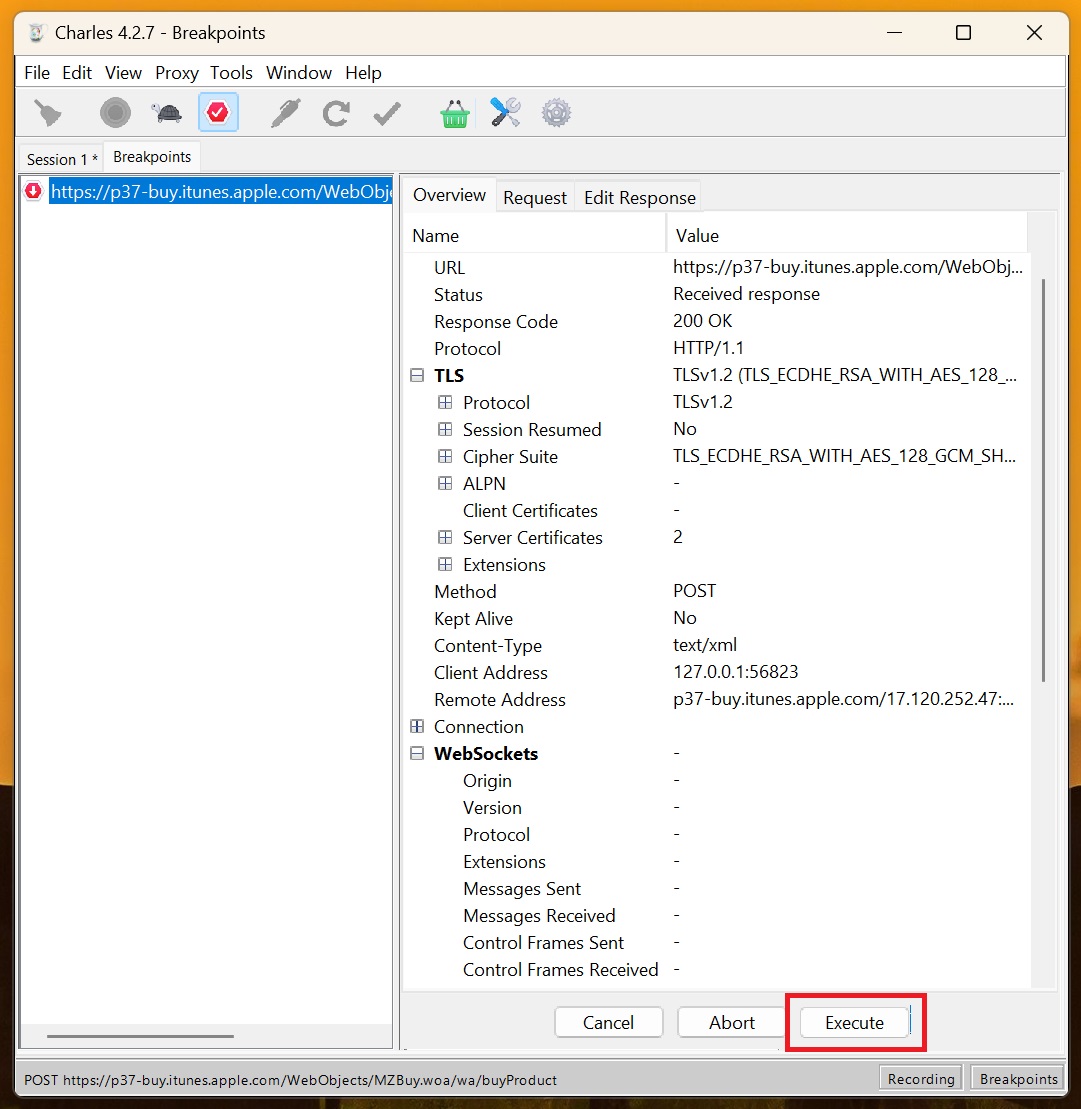 Charles 4.2.7 - Breakpoints
File Edit View Proxy Tools Window Help
Session 1 * Breakpoints
https://p37-buy.itunes.apple.com/WebObje
Overview Request Edit Response
Name Value
URL https://p37-buy.itunes.apple.com/WebObj...
Status Received response
Response Code 200 OK
Protocol HTTP/1.1
TLS TLSv1.2 (TLS_ECDHE_RSA_WITH_AES_128_...
Protocol TLSv1.2
Session Resumed No
Cipher Suite TLS_ECDHE_RSA_WITH_AES_128_GCM_SH...
ALPN -
Client Certificates -
Server Certificates 2
Extensions
Method POST
Kept Alive No
Content-Type text/xml
Client Address 127.0.0.1:56823
Remote Address p37-buy.itunes.apple.com/17.120.252.47:...
Connection
WebSockets -
Origin -
Version -
Protocol -
Extensions -
Messages Sent -
Messages Received -
Control Frames Sent -
Control Frames Received -
Cancel Abort Execute
POST https://p37-buy.itunes.apple.com/WebObjects/MZBuy.woa/wa/buyProduct Recording Breakpoints